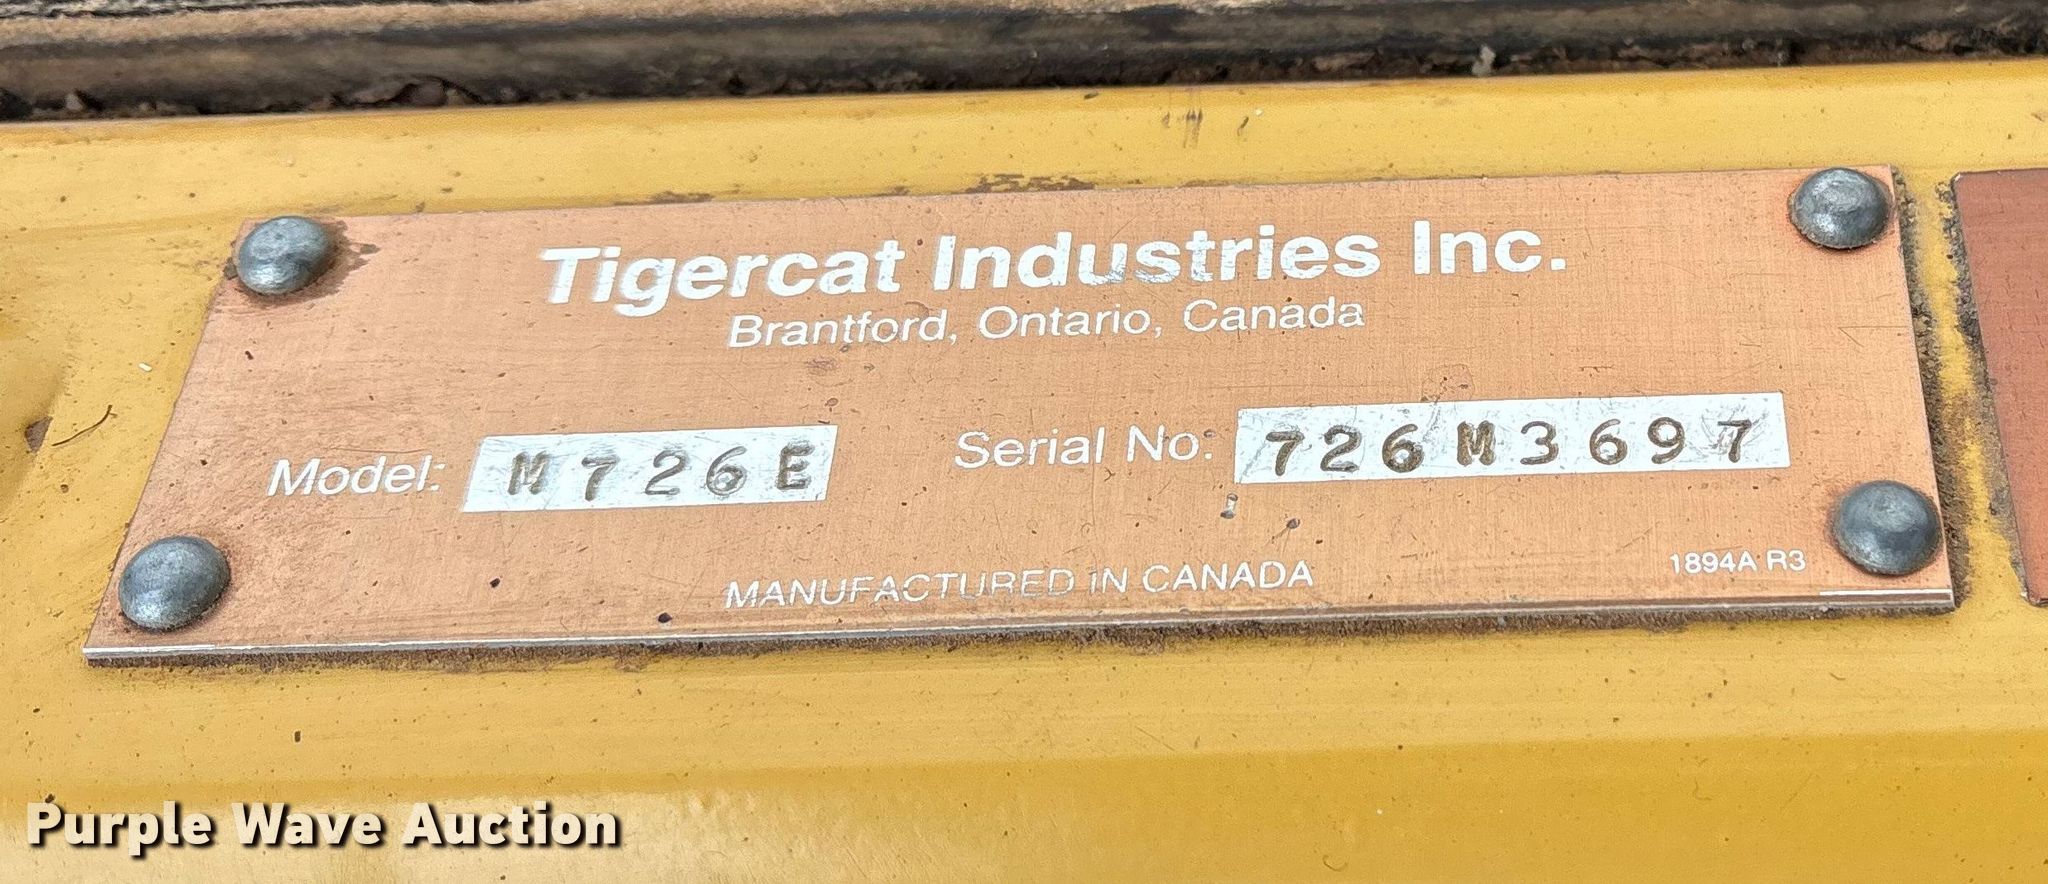 Tigercat Industries Inc.
Brantford, Ontario, Canada
Model: M726E Serial No: 726M3697
MANUFACTURED IN CANADA 1894A R3
Purple Wave Auction